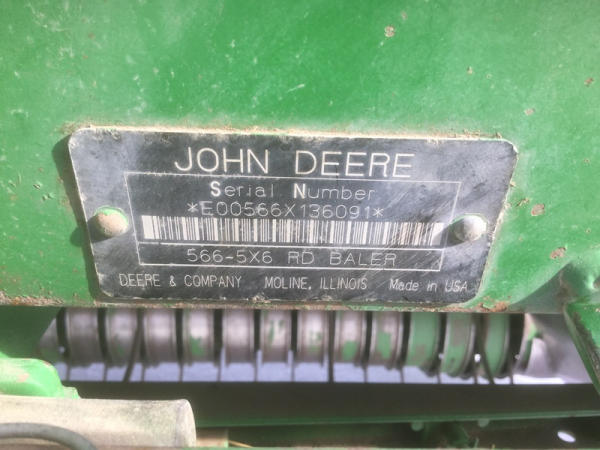 JOHN DEERE
Serial Number
*E00566X136091*
566-5X6 RD BALER
DEERE & COMPANY MOLINE, ILLINOIS Made in USA